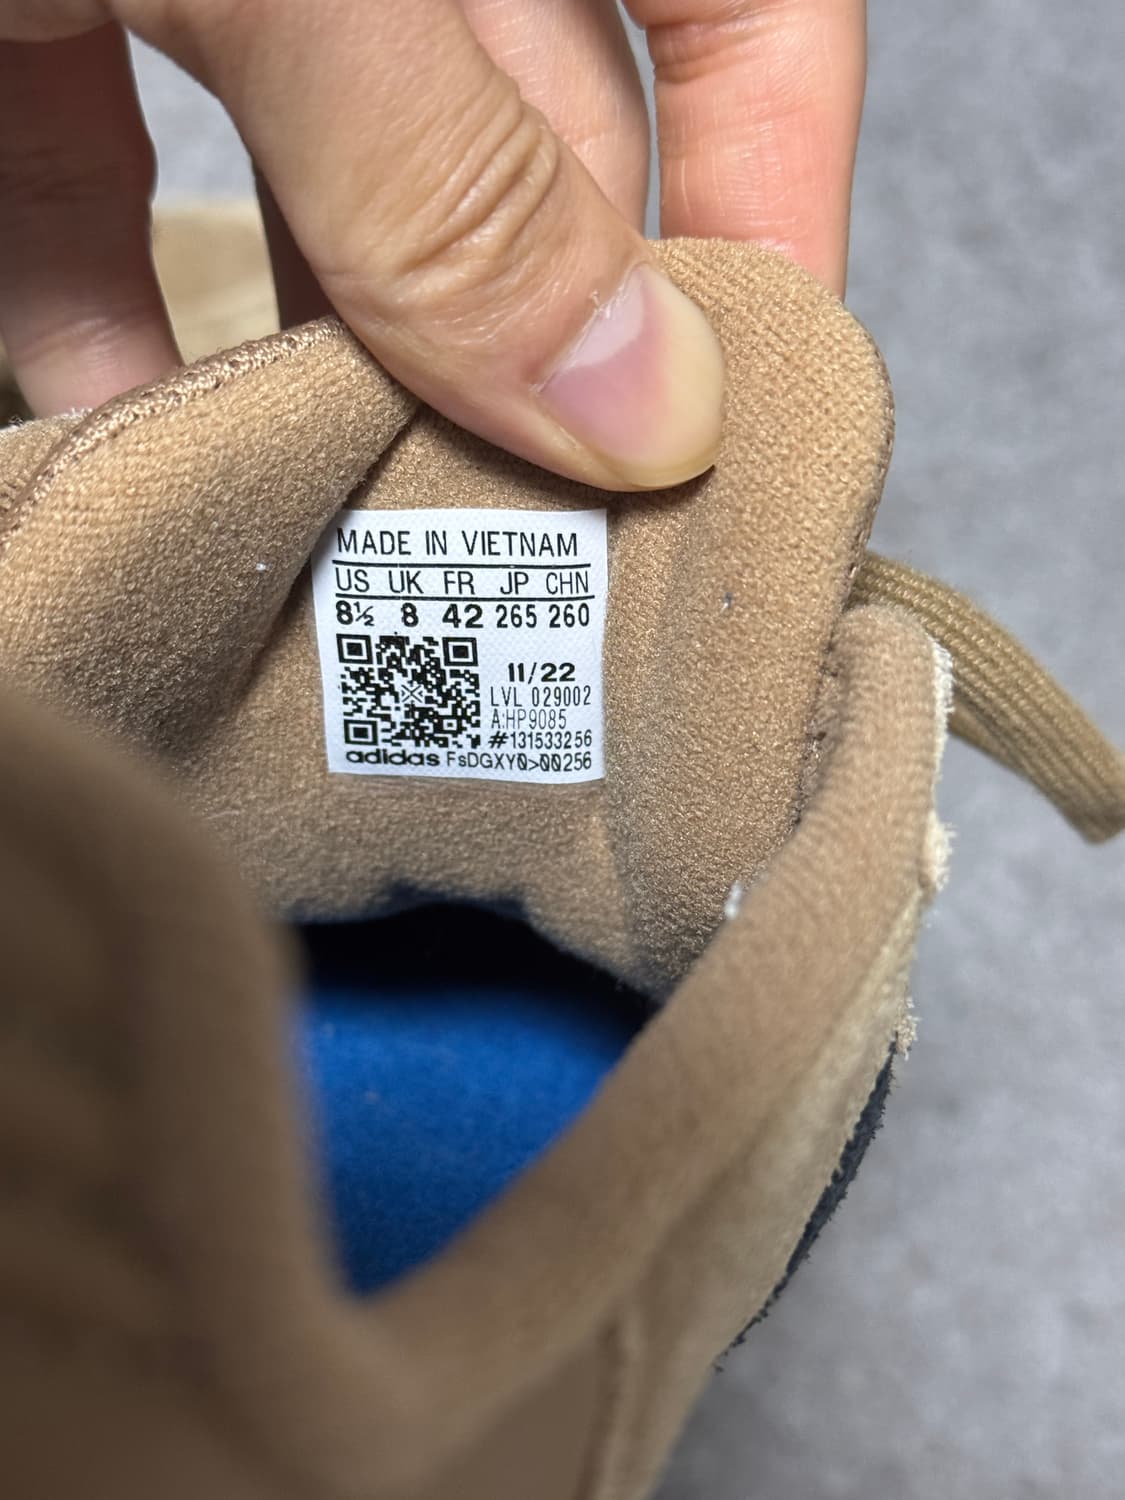 MADE IN VIETNAM
US UK FR JP CHN
8½ 8 42 265 260
11/22
LVL 029002
A:HP9085
#131533256
adidas FsDGXY0>00256